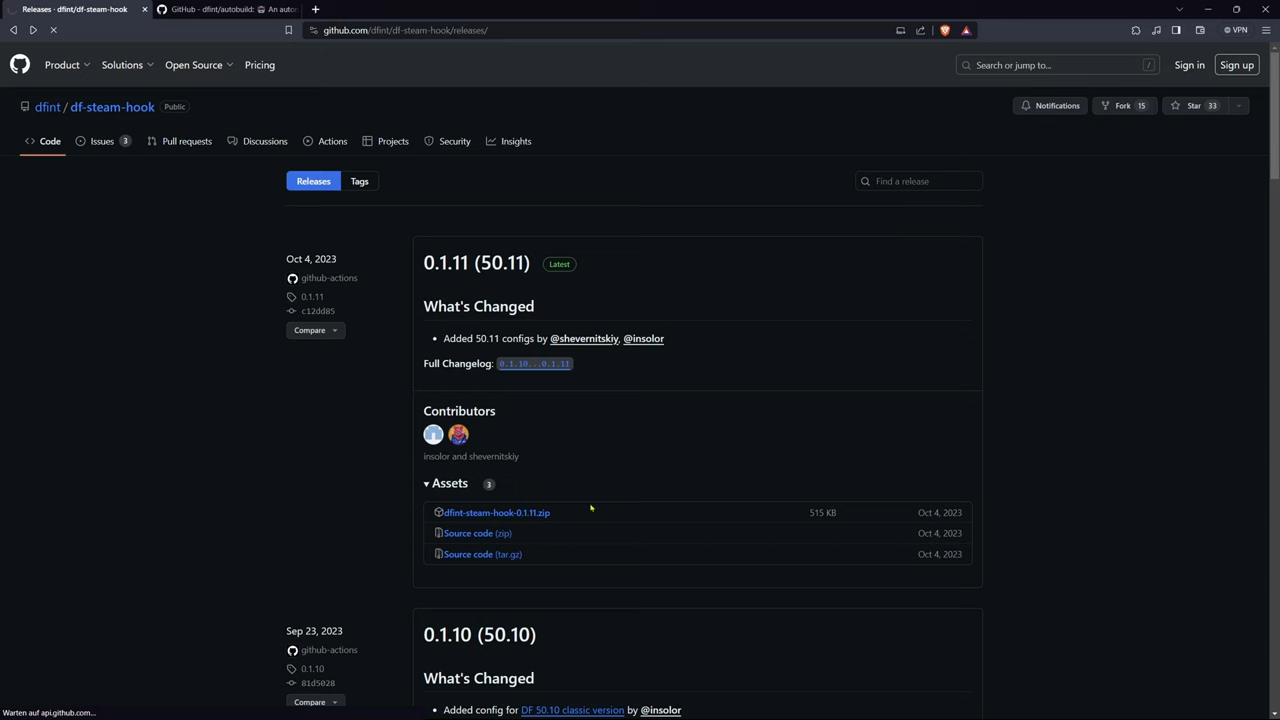 Releases · dfint/df-steam-hook
GitHub - dfint/autobuild: An auto
github.com/dfint/df-steam-hook/releases/
VPN
Product
Solutions
Open Source
Pricing
Search or jump to...
/
Sign in
Sign up
dfint / df-steam-hook
Public
Notifications
Fork 15
Star 33
Code
Issues 3
Pull requests
Discussions
Actions
Projects
Security
Insights
Releases
Tags
Find a release
Oct 4, 2023
github-actions
0.1.11
c12dd85
Compare
0.1.11 (50.11)
Latest
What's Changed
• Added 50.11 configs by @shevernitskiy, @insolor
Full Changelog: 0.1.10...0.1.11
Contributors
insolor and shevernitskiy
Assets 3
dfint-steam-hook-0.1.11.zip
515 KB
Oct 4, 2023
Source code (zip)
Oct 4, 2023
Source code (tar.gz)
Oct 4, 2023
Sep 23, 2023
github-actions
0.1.10
81d5028
Compare
0.1.10 (50.10)
What's Changed
• Added config for DF 50.10 classic version by @insolor
Warten auf api.github.com...